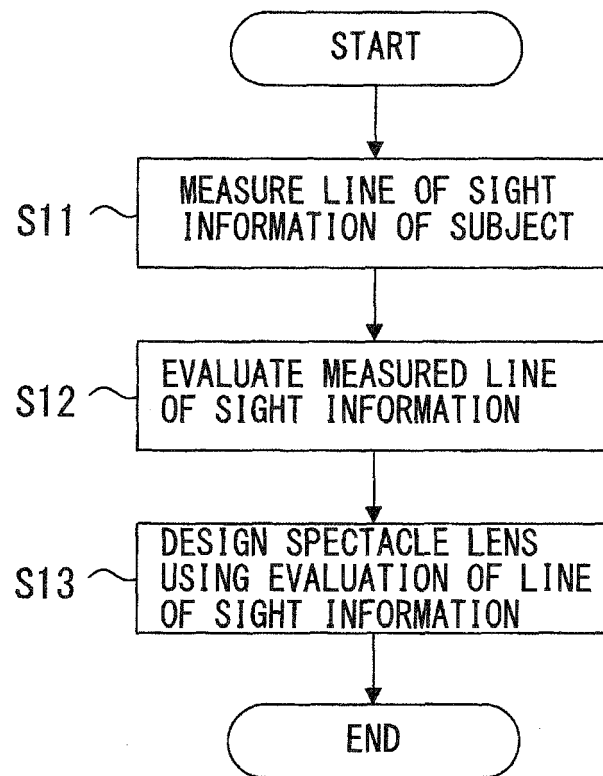 START
S11
MEASURE LINE OF SIGHT
INFORMATION OF SUBJECT
S12
EVALUATE MEASURED LINE
OF SIGHT INFORMATION
S13
DESIGN SPECTACLE LENS
USING EVALUATION OF LINE
OF SIGHT INFORMATION
END